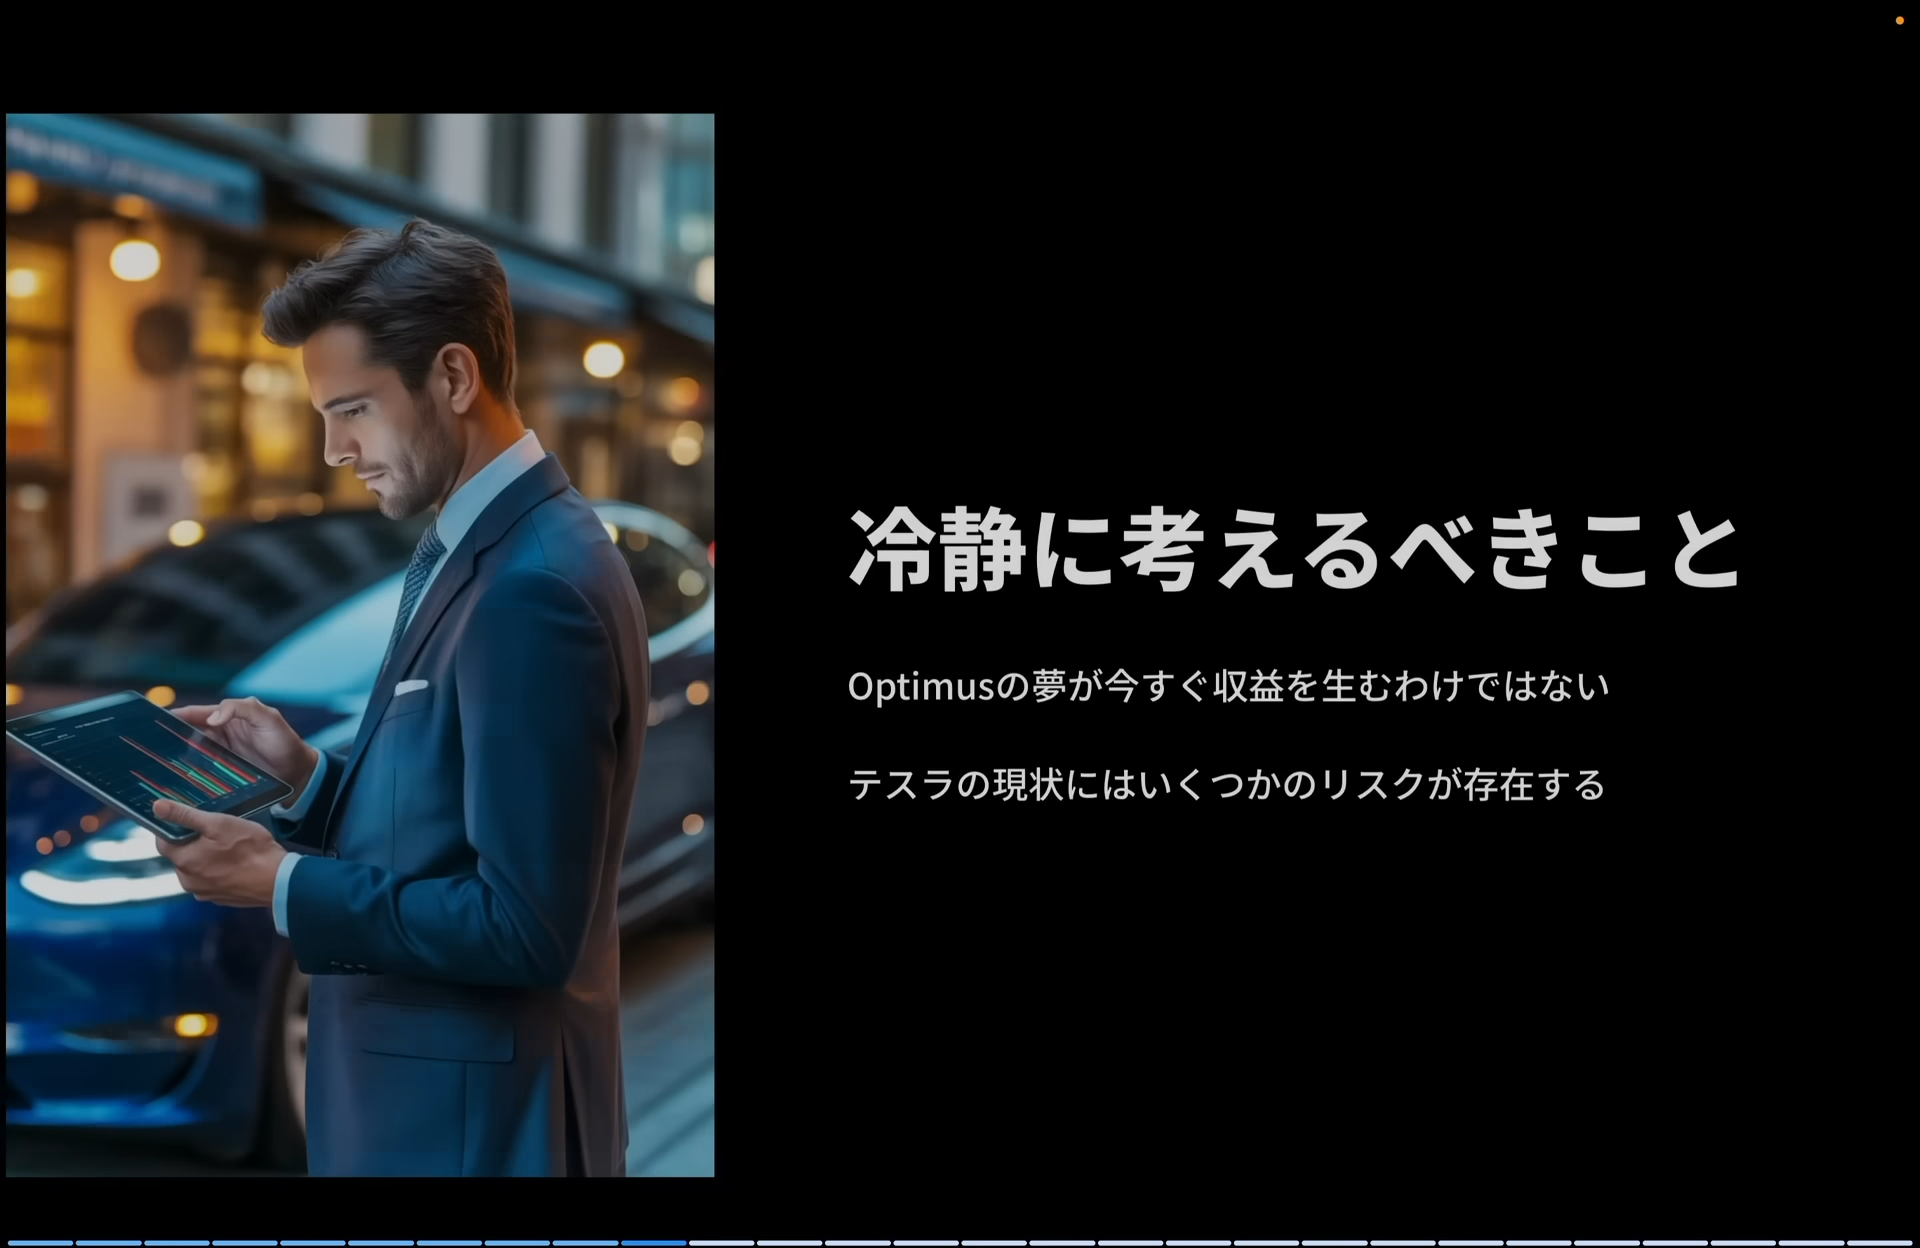 冷静に考えるべきこと
Optimusの夢が今すぐ収益を生むわけではない
テスラの現状にはいくつかのリスクが存在する